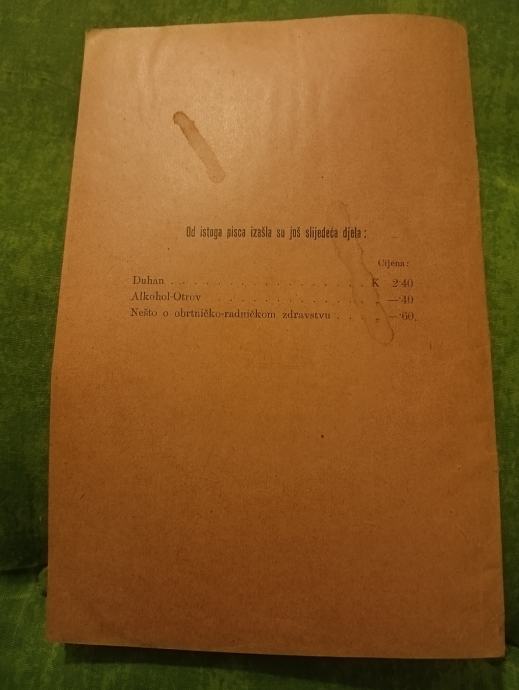 Od istoga pisca izašla su još slijedeća djela :
Cijena :
Duhan . . . . . . . . . . . . . . . . . . K 2·40
Alkohol-Otrov . . . . . . . . . . . . . . —·40
Nešto o obrtničko-radničkom zdravstvu . . . . —·60.